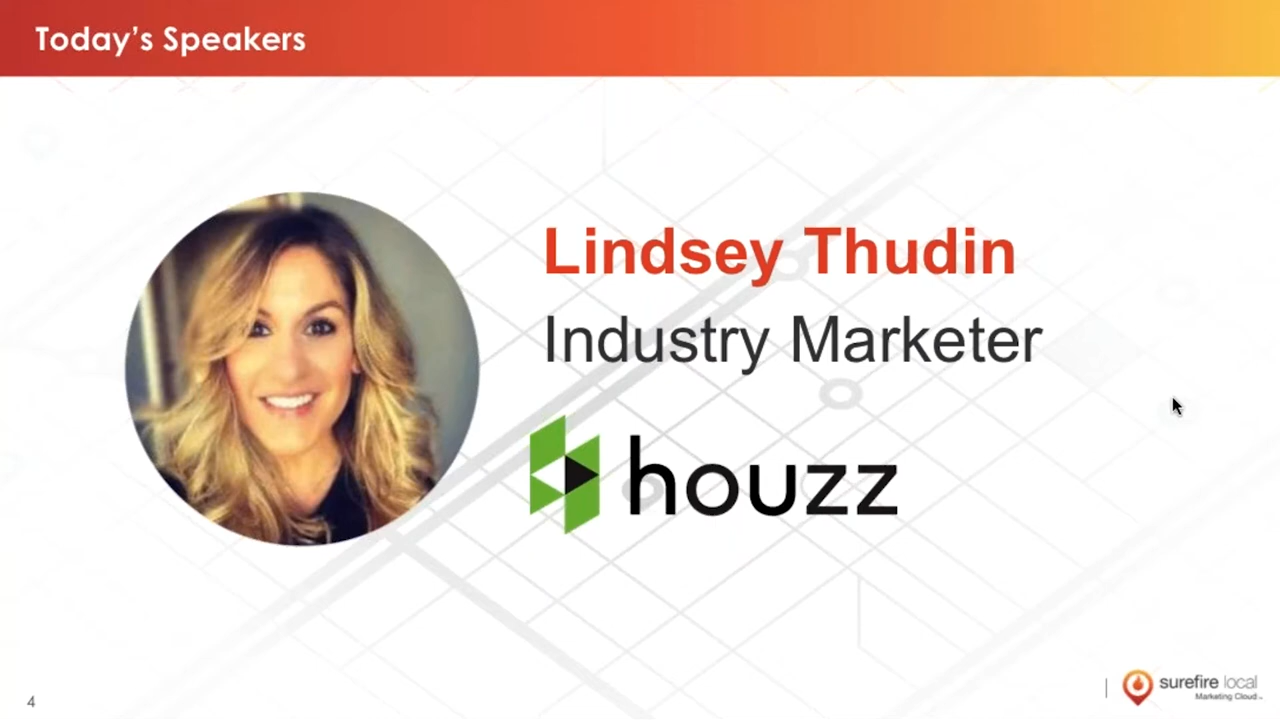 Today's Speakers
Lindsey Thudin
Industry Marketer
houzz
4
surefire local
Marketing Cloud